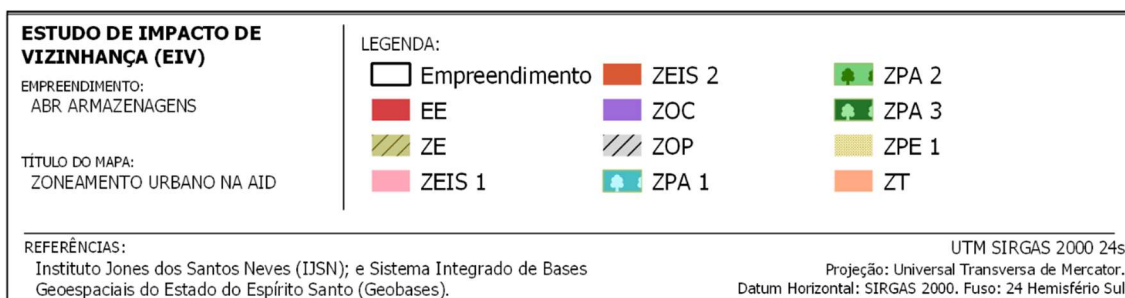 ESTUDO DE IMPACTO DE
VIZINHANÇA (EIV)
EMPREENDIMENTO:
ABR ARMAZENAGENS
TÍTULO DO MAPA:
ZONEAMENTO URBANO NA AID
LEGENDA:
Empreendimento
EE
ZE
ZEIS 1
ZEIS 2
ZOC
ZOP
ZPA 1
ZPA 2
ZPA 3
ZPE 1
ZT
REFERÊNCIAS:
Instituto Jones dos Santos Neves (IJSN); e Sistema Integrado de Bases
Geoespaciais do Estado do Espírito Santo (Geobases).
UTM SIRGAS 2000 24s
Projeção: Universal Transversa de Mercator.
Datum Horizontal: SIRGAS 2000. Fuso: 24 Hemisfério Sul